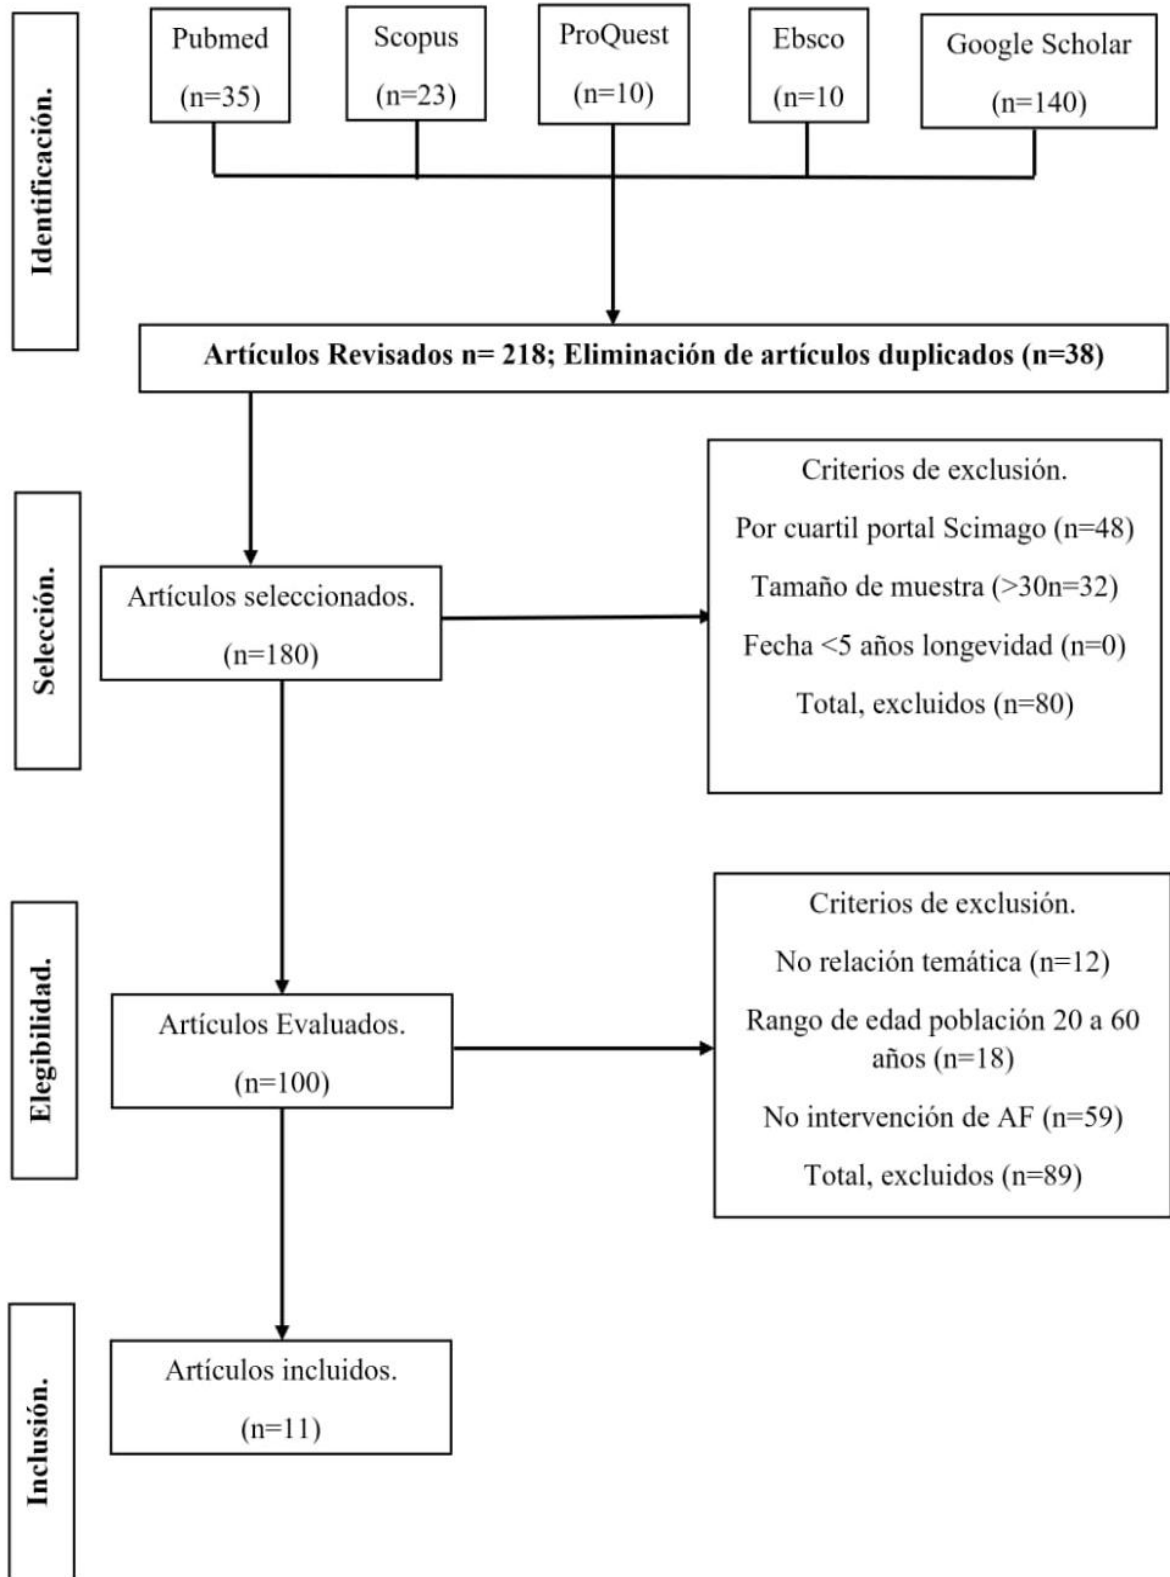 Identificación.
Pubmed
(n=35)
Scopus
(n=23)
ProQuest
(n=10)
Ebsco
(n=10
Google Scholar
(n=140)
Artículos Revisados n= 218; Eliminación de artículos duplicados (n=38)
Selección.
Artículos seleccionados.
(n=180)
Criterios de exclusión.
Por cuartil portal Scimago (n=48)
Tamaño de muestra (>30n=32)
Fecha <5 años longevidad (n=0)
Total, excluidos (n=80)
Elegibilidad.
Artículos Evaluados.
(n=100)
Criterios de exclusión.
No relación temática (n=12)
Rango de edad población 20 a 60
años (n=18)
No intervención de AF (n=59)
Total, excluidos (n=89)
Inclusión.
Artículos incluidos.
(n=11)